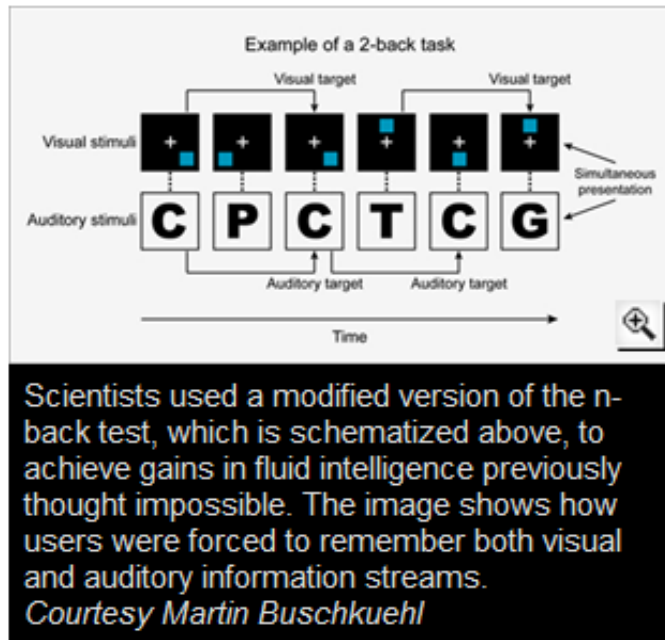 Example of a 2-back task
Visual target
Visual target
Visual stimuli
Simultaneous
presentation
Auditory stimuli
C P C T C G
Auditory target
Auditory target
Time
Scientists used a modified version of the n-
back test, which is schematized above, to
achieve gains in fluid intelligence previously
thought impossible. The image shows how
users were forced to remember both visual
and auditory information streams.
Courtesy Martin Buschkuehl